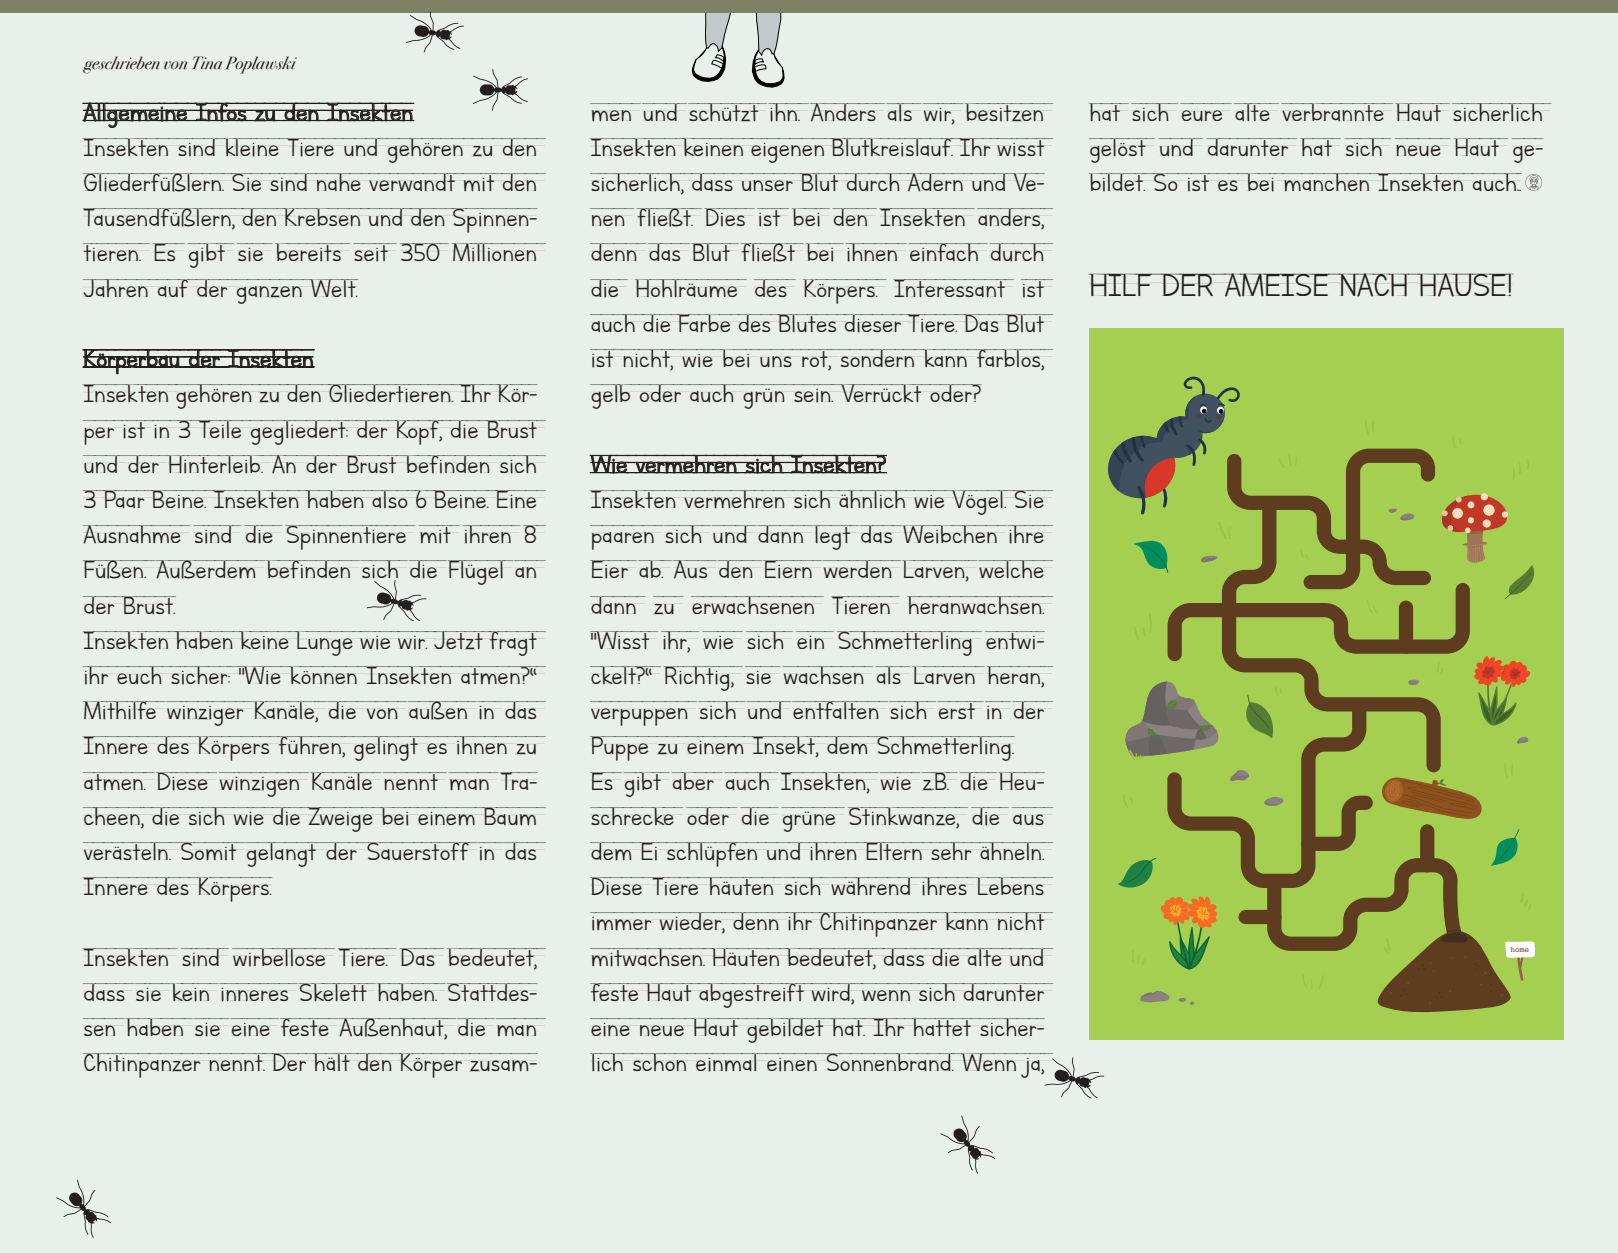 geschrieben von Tina Poplawski
Allgemeine Infos zu den Insekten
Insekten sind kleine Tiere und gehören zu den
Gliederfüßlern. Sie sind nahe verwandt mit den
Tausendfüßlern, den Krebsen und den Spinnen-
tieren. Es gibt sie bereits seit 350 Millionen
Jahren auf der ganzen Welt.
Körperbau der Insekten
Insekten gehören zu den Gliedertieren. Ihr Kör-
per ist in 3 Teile gegliedert: der Kopf, die Brust
und der Hinterleib. An der Brust befinden sich
3 Paar Beine. Insekten haben also 6 Beine. Eine
Ausnahme sind die Spinnentiere mit ihren 8
Füßen. Außerdem befinden sich die Flügel an
der Brust.
Insekten haben keine Lunge wie wir. Jetzt fragt
ihr euch sicher: "Wie können Insekten atmen?“
Mithilfe winziger Kanäle, die von außen in das
Innere des Körpers führen, gelingt es ihnen zu
atmen. Diese winzigen Kanäle nennt man Tra-
cheen, die sich wie die Zweige bei einem Baum
verästeln. Somit gelangt der Sauerstoff in das
Innere des Körpers.
Insekten sind wirbellose Tiere. Das bedeutet,
dass sie kein inneres Skelett haben. Stattdes-
sen haben sie eine feste Außenhaut, die man
Chitinpanzer nennt. Der hält den Körper zusam-
men und schützt ihn. Anders als wir, besitzen
Insekten keinen eigenen Blutkreislauf. Ihr wisst
sicherlich, dass unser Blut durch Adern und Ve-
nen fließt. Dies ist bei den Insekten anders,
denn das Blut fließt bei ihnen einfach durch
die Hohlräume des Körpers. Interessant ist
auch die Farbe des Blutes dieser Tiere. Das Blut
ist nicht, wie bei uns rot, sondern kann farblos,
gelb oder auch grün sein. Verrückt oder?
Wie vermehren sich Insekten?
Insekten vermehren sich ähnlich wie Vögel. Sie
paaren sich und dann legt das Weibchen ihre
Eier ab. Aus den Eiern werden Larven, welche
dann zu erwachsenen Tieren heranwachsen.
"Wisst ihr, wie sich ein Schmetterling entwi-
ckelt?“ Richtig, sie wachsen als Larven heran,
verpuppen sich und entfalten sich erst in der
Puppe zu einem Insekt, dem Schmetterling.
Es gibt aber auch Insekten, wie z.B. die Heu-
schrecke oder die grüne Stinkwanze, die aus
dem Ei schlüpfen und ihren Eltern sehr ähneln.
Diese Tiere häuten sich während ihres Lebens
immer wieder, denn ihr Chitinpanzer kann nicht
mitwachsen. Häuten bedeutet, dass die alte und
feste Haut abgestreift wird, wenn sich darunter
eine neue Haut gebildet hat. Ihr hattet sicher-
lich schon einmal einen Sonnenbrand. Wenn ja,
hat sich eure alte verbrannte Haut sicherlich
gelöst und darunter hat sich neue Haut ge-
bildet. So ist es bei manchen Insekten auch.
HILF DER AMEISE NACH HAUSE!
home